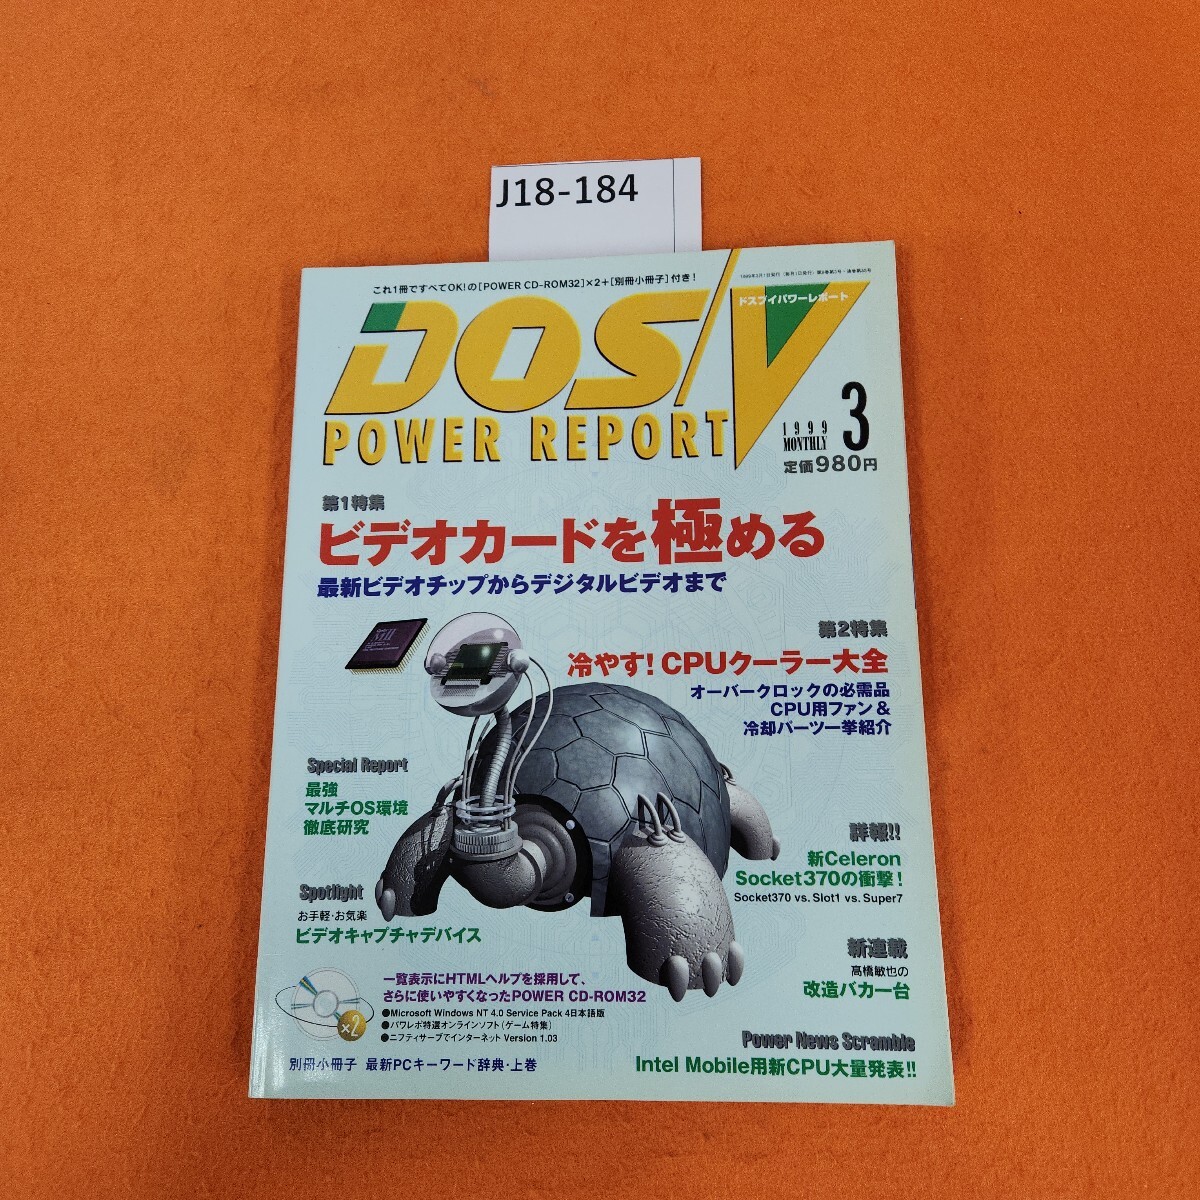 J18-184
これ1冊ですべてOK!の[POWER CD-ROM32]×2+[別冊小冊子]付き!
DOS/V
ドスブイパワーレポート
POWER REPORT
1999
MONTHLY
3
定価980円
第1特集
ビデオカードを極める
最新ビデオチップからデジタルビデオまで
MII
第2特集
冷やす!CPUクーラー大全
オーバークロックの必需品
CPU用ファン&
冷却パーツ一挙紹介
Special Report
最強
マルチOS環境
徹底研究
詳報!!
新Celeron
Socket370の衝撃!
Socket370 vs. Slot1 vs. Super7
Spotlight
お手軽・お気楽
ビデオキャプチャデバイス
新連載
高橋敏也の
改造バカ一台
一覧表示にHTMLヘルプを採用して、
さらに使いやすくなったPOWER CD-ROM32
●Microsoft Windows NT 4.0 Service Pack 4日本語版
●パワレポ特選オンラインソフト(ゲーム特集)
●ニフティサーブでインターネット Version 1.03
×2
Power News Scramble
Intel Mobile用新CPU大量発表!!
別冊小冊子 最新PCキーワード辞典・上巻